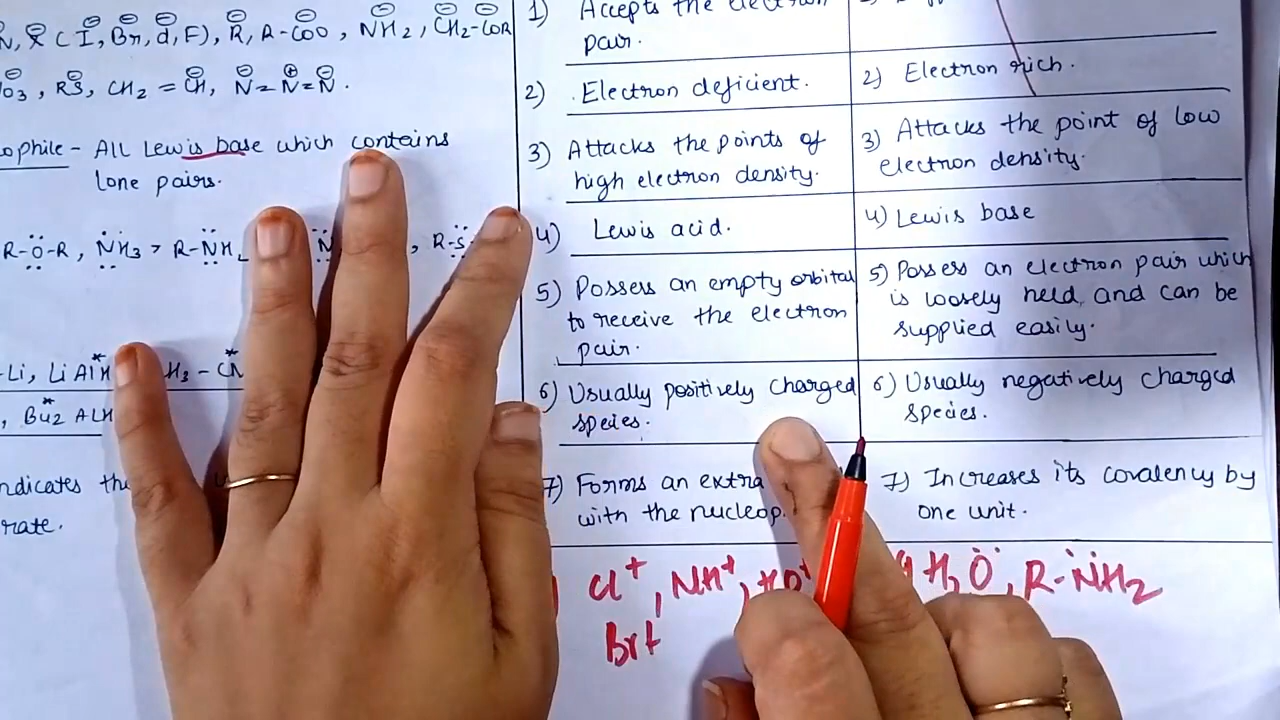 I, Br, Cl, F), R, R-COO, NH2, CH2-COR
RS, CH2 = CH, N=N=N.
ophile - All Lewis base which contains
lone pairs.
R-O-R, NH3, R-NH
Li, LiAlH H3-CN
, Bu2 ALH
ndicates the
rate.
1) Accepts the electron
pair.
2) Electron deficient.
3) Attacks the points of
high electron density.
4) Lewis acid.
5) Possess an empty orbital
to receive the electron
pair.
6) Usually positively charged
species.
7) Forms an extra
with the nucleop
Cl+, NH+,
Br+
2) Electron rich.
3) Attacks the point of low
electron density.
4) Lewis base
5) Possess an electron pair which
is loosely held, and can be
supplied easily.
6) Usually negatively charged
species.
7) Increases its covalency by
one unit.
H2O, R-NH2